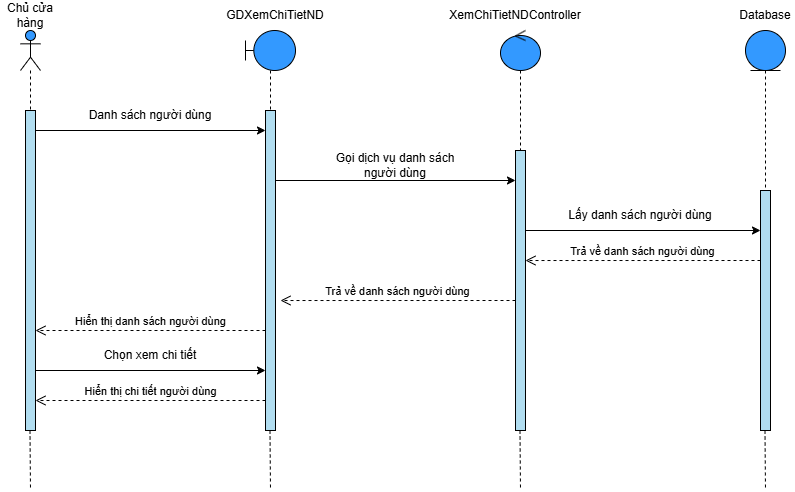 Chủ cửa
hàng
GDXemChiTietND
XemChiTietNDController
Database
Danh sách người dùng
Gọi dịch vụ danh sách
người dùng
Lấy danh sách người dùng
Trả về danh sách người dùng
Trả về danh sách người dùng
Hiển thị danh sách người dùng
Chọn xem chi tiết
Hiển thị chi tiết người dùng